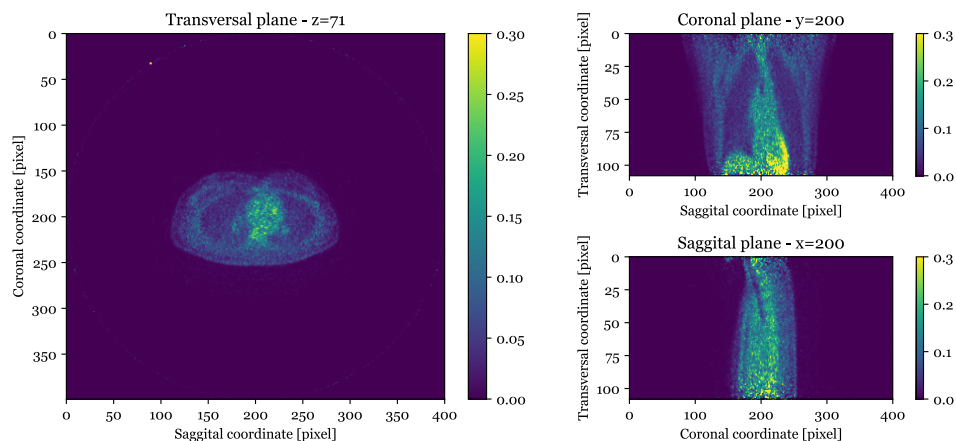 Transversal plane - z=71
0
50
100
150
200
250
300
350
Coronal coordinate [pixel]
0 50 100 150 200 250 300 350 400
Saggital coordinate [pixel]
0.30
0.25
0.20
0.15
0.10
0.05
0.00
Coronal plane - y=200
0
25
50
75
100
Transversal coordinate [pixel]
0 100 200 300 400
Saggital coordinate [pixel]
0.3
0.2
0.1
0.0
Saggital plane - x=200
0
25
50
75
100
Transversal coordinate [pixel]
0 100 200 300 400
Coronal coordinate [pixel]
0.3
0.2
0.1
0.0